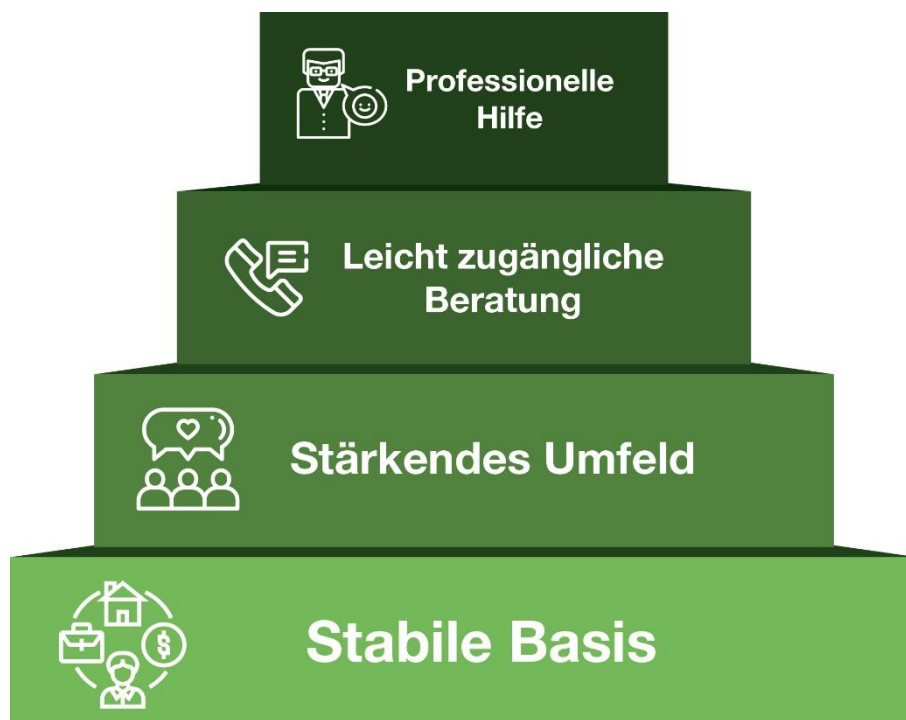 Professionelle
Hilfe
Leicht zugängliche
Beratung
Stärkendes Umfeld
$
Stabile Basis